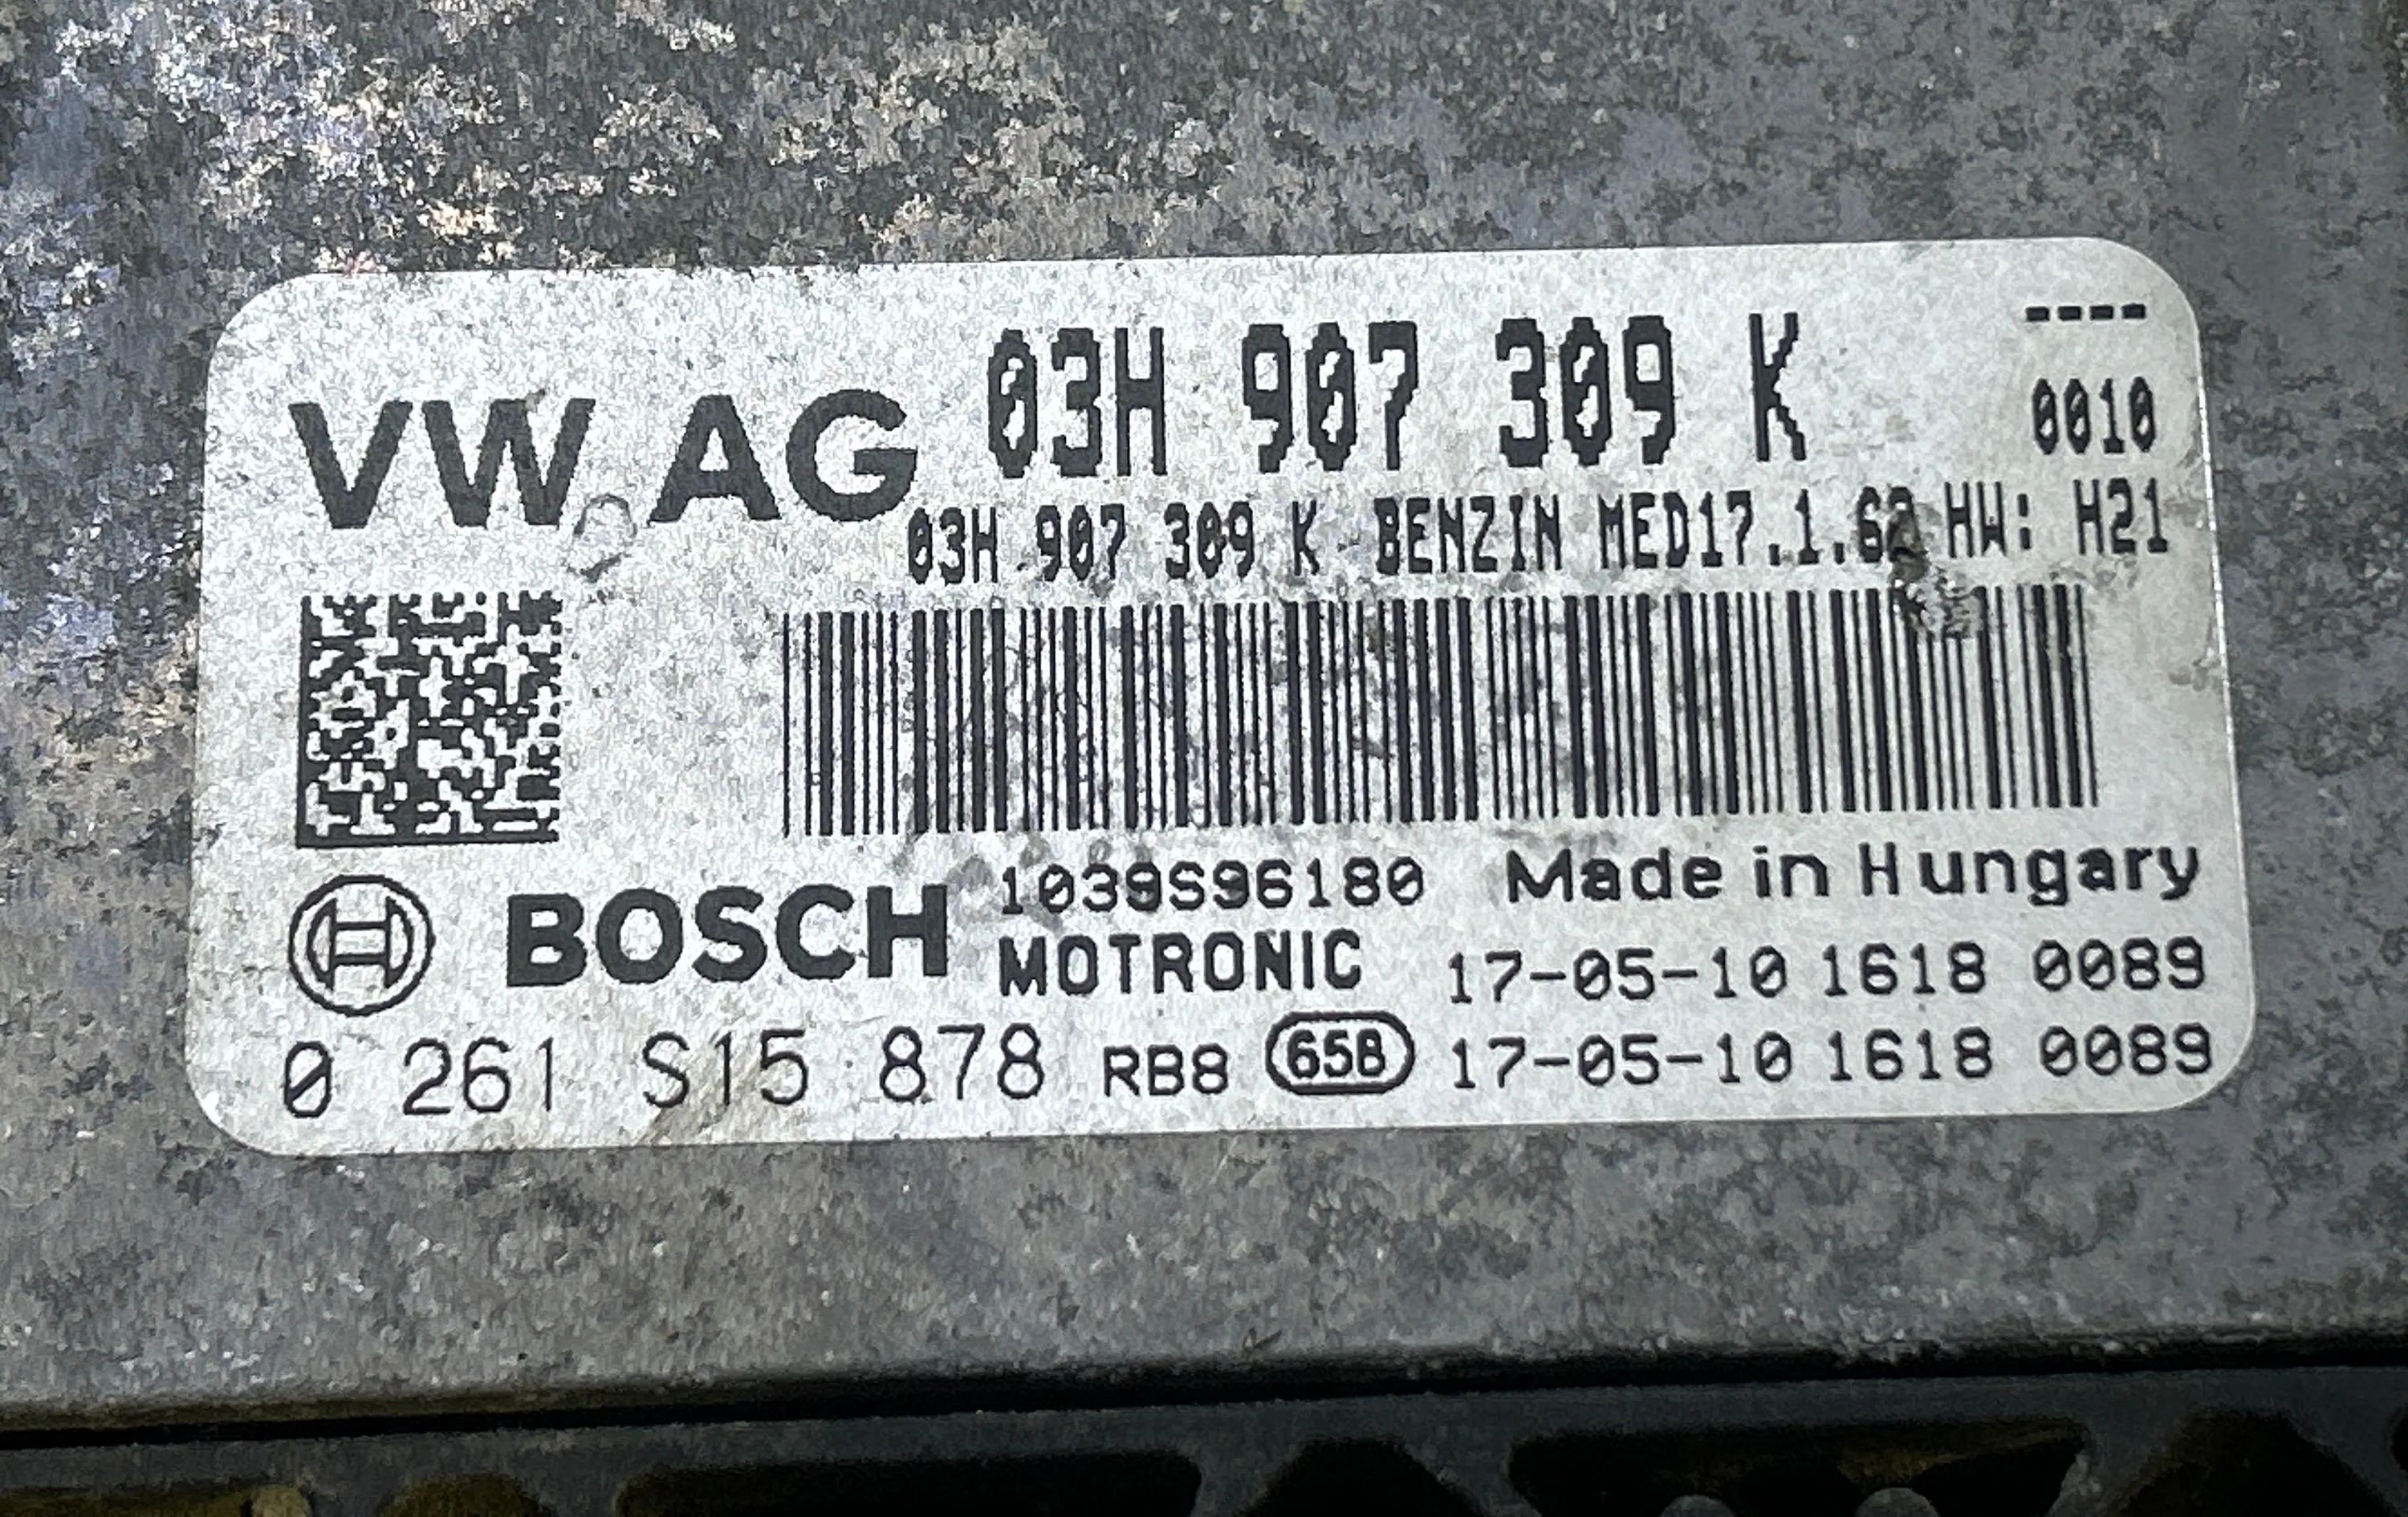 VW AG 03H 907 309 K ----
0010
03H 907 309 K BENZIN MED17.1.62 HW: H21
BOSCH 1039S96180 Made in Hungary
MOTRONIC 17-05-10 1618 0089
0 261 S15 878 RB8 65B 17-05-10 1618 0089